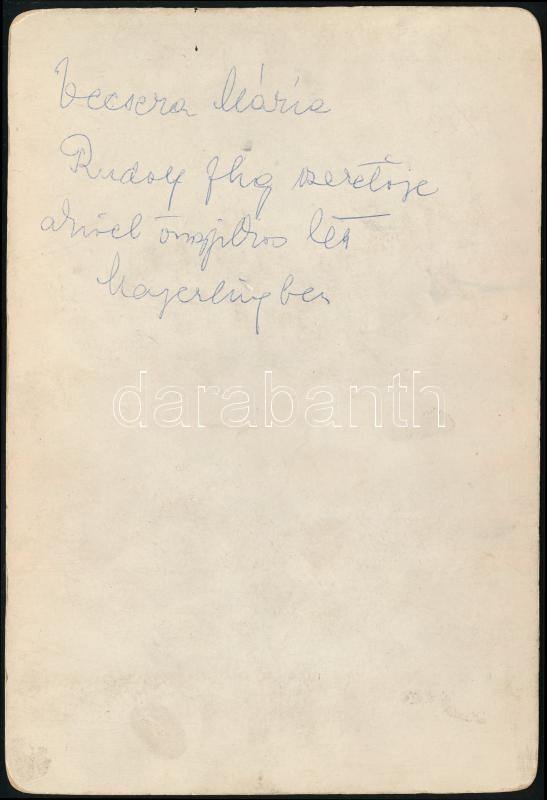 Vecsera Mária
Rudolf fhg szeretője
akivel öngyilkos lett
Mayerlingben
darabanth